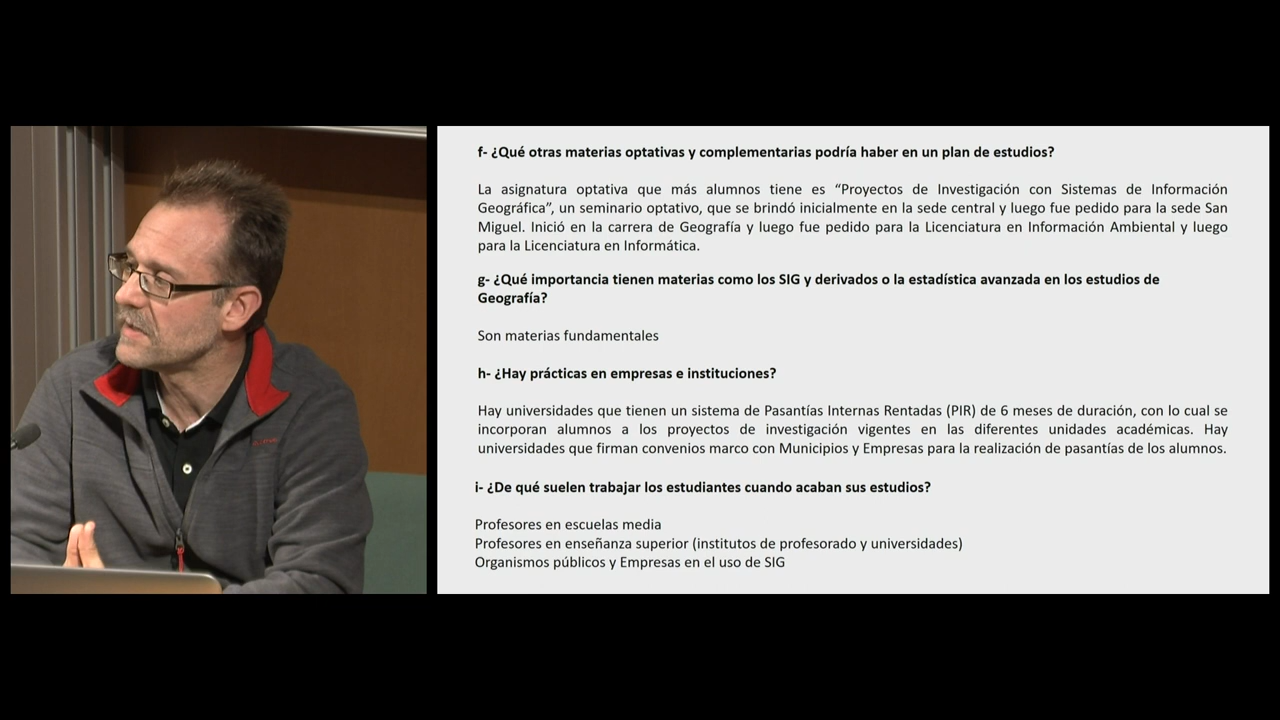 f- ¿Qué otras materias optativas y complementarias podría haber en un plan de estudios?
La asignatura optativa que más alumnos tiene es “Proyectos de Investigación con Sistemas de Información
Geográfica”, un seminario optativo, que se brindó inicialmente en la sede central y luego fue pedido para la sede San
Miguel. Inició en la carrera de Geografía y luego fue pedido para la Licenciatura en Información Ambiental y luego
para la Licenciatura en Informática.
g- ¿Qué importancia tienen materias como los SIG y derivados o la estadística avanzada en los estudios de
Geografía?
Son materias fundamentales
h- ¿Hay prácticas en empresas e instituciones?
Hay universidades que tienen un sistema de Pasantías Internas Rentadas (PIR) de 6 meses de duración, con lo cual se
incorporan alumnos a los proyectos de investigación vigentes en las diferentes unidades académicas. Hay
universidades que firman convenios marco con Municipios y Empresas para la realización de pasantías de los alumnos.
i- ¿De qué suelen trabajar los estudiantes cuando acaban sus estudios?
Profesores en escuelas media
Profesores en enseñanza superior (institutos de profesorado y universidades)
Organismos públicos y Empresas en el uso de SIG